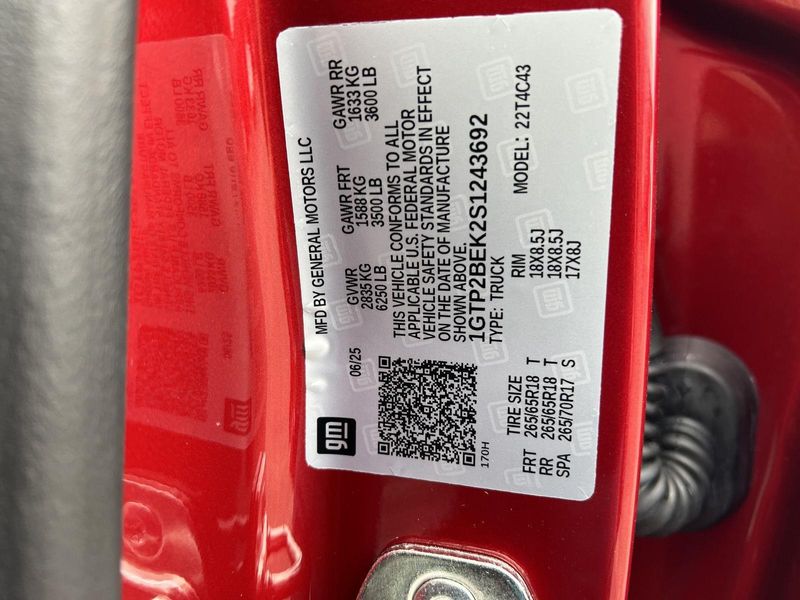 gm
MFD BY GENERAL MOTORS LLC
06/25
GVWR GAWR FRT GAWR RR
2835 KG 1588 KG 1633 KG
6250 LB 3500 LB 3600 LB
THIS VEHICLE CONFORMS TO ALL
APPLICABLE U.S. FEDERAL MOTOR
VEHICLE SAFETY STANDARDS IN EFFECT
ON THE DATE OF MANUFACTURE
SHOWN ABOVE.
1GTP2BEK2S1243692
170H
TYPE: TRUCK MODEL: 22T4C43
TIRE SIZE RIM
FRT 265/65R18 T 18X8.5J
RR 265/65R18 T 18X8.5J
SPA 265/70R17 S 17X8J